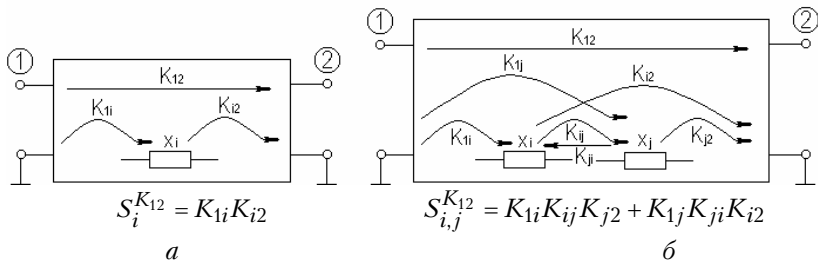 1 2
K12
K1i Ki2
Xi
S_i^{K12} = K1i Ki2
а
1 2
K12
K1j Ki2
K1i Xi Kij Xj Kj2
Kji
S_{i,j}^{K12} = K1i Kij Kj2 + K1j Kji Ki2
б